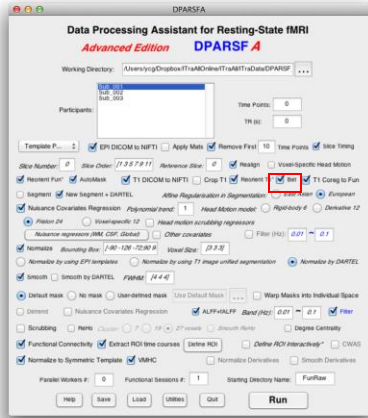 DPARSFA
Data Processing Assistant for Resting-State fMRI
Advanced Edition DPARSF A
Working Directory: /Users/ycg/Dropbox/ITraAllOnline/ITraAll/ITraData/DPARSF ...
Sub_001
Sub_002
Sub_003
Participants:
Time Points: 0
TR (s): 0
Template P... EPI DICOM to NIFTI Apply Mats Remove First 10 Time Points Slice Timing
Slice Number: 0 Slice Order: [1 3 5 7 9 11 Reference Slice: 0 Realign Voxel-Specific Head Motion
Reorient Fun* AutoMask T1 DICOM to NIFTI Crop T1 Reorient T1* Bet T1 Coreg to Fun
Segment New Segment + DARTEL Affine Regularisation in Segmentation: East Asian European
Nuisance Covariates Regression Polynomial trend: 1 Head Motion model: Rigid-body 6 Derivative 12
Friston 24 Voxel-specific 12 Head motion scrubbing regressors
Nuisance regressors (WM, CSF, Global) Other covariates Filter (Hz) 0.01 ~ 0.1
Normalize Bounding Box: [-90 -126 -72;90 9 Voxel Size: [3 3 3]
Normalize by using EPI templates Normalize by using T1 image unified segmentation Normalize by DARTEL
Smooth Smooth by DARTEL FWHM: [4 4 4]
Default mask No mask User-defined mask Use Default Mask ... Warp Masks into Individual Space
Detrend Nuisance Covariates Regression ALFF+fALFF Band (Hz): 0.01 ~ 0.1 Filter
Scrubbing ReHo Cluster: 7 19 27 voxels Smooth ReHo Degree Centrality
Functional Connectivity Extract ROI time courses Define ROI Define ROI Interactively* CWAS
Normalize to Symmetric Template VMHC Normalize Derivatives Smooth Derivatives
Parallel Workers #: 0 Functional Sessions #: 1 Starting Directory Name: FunRaw
Help Save Load Utilities Quit Run